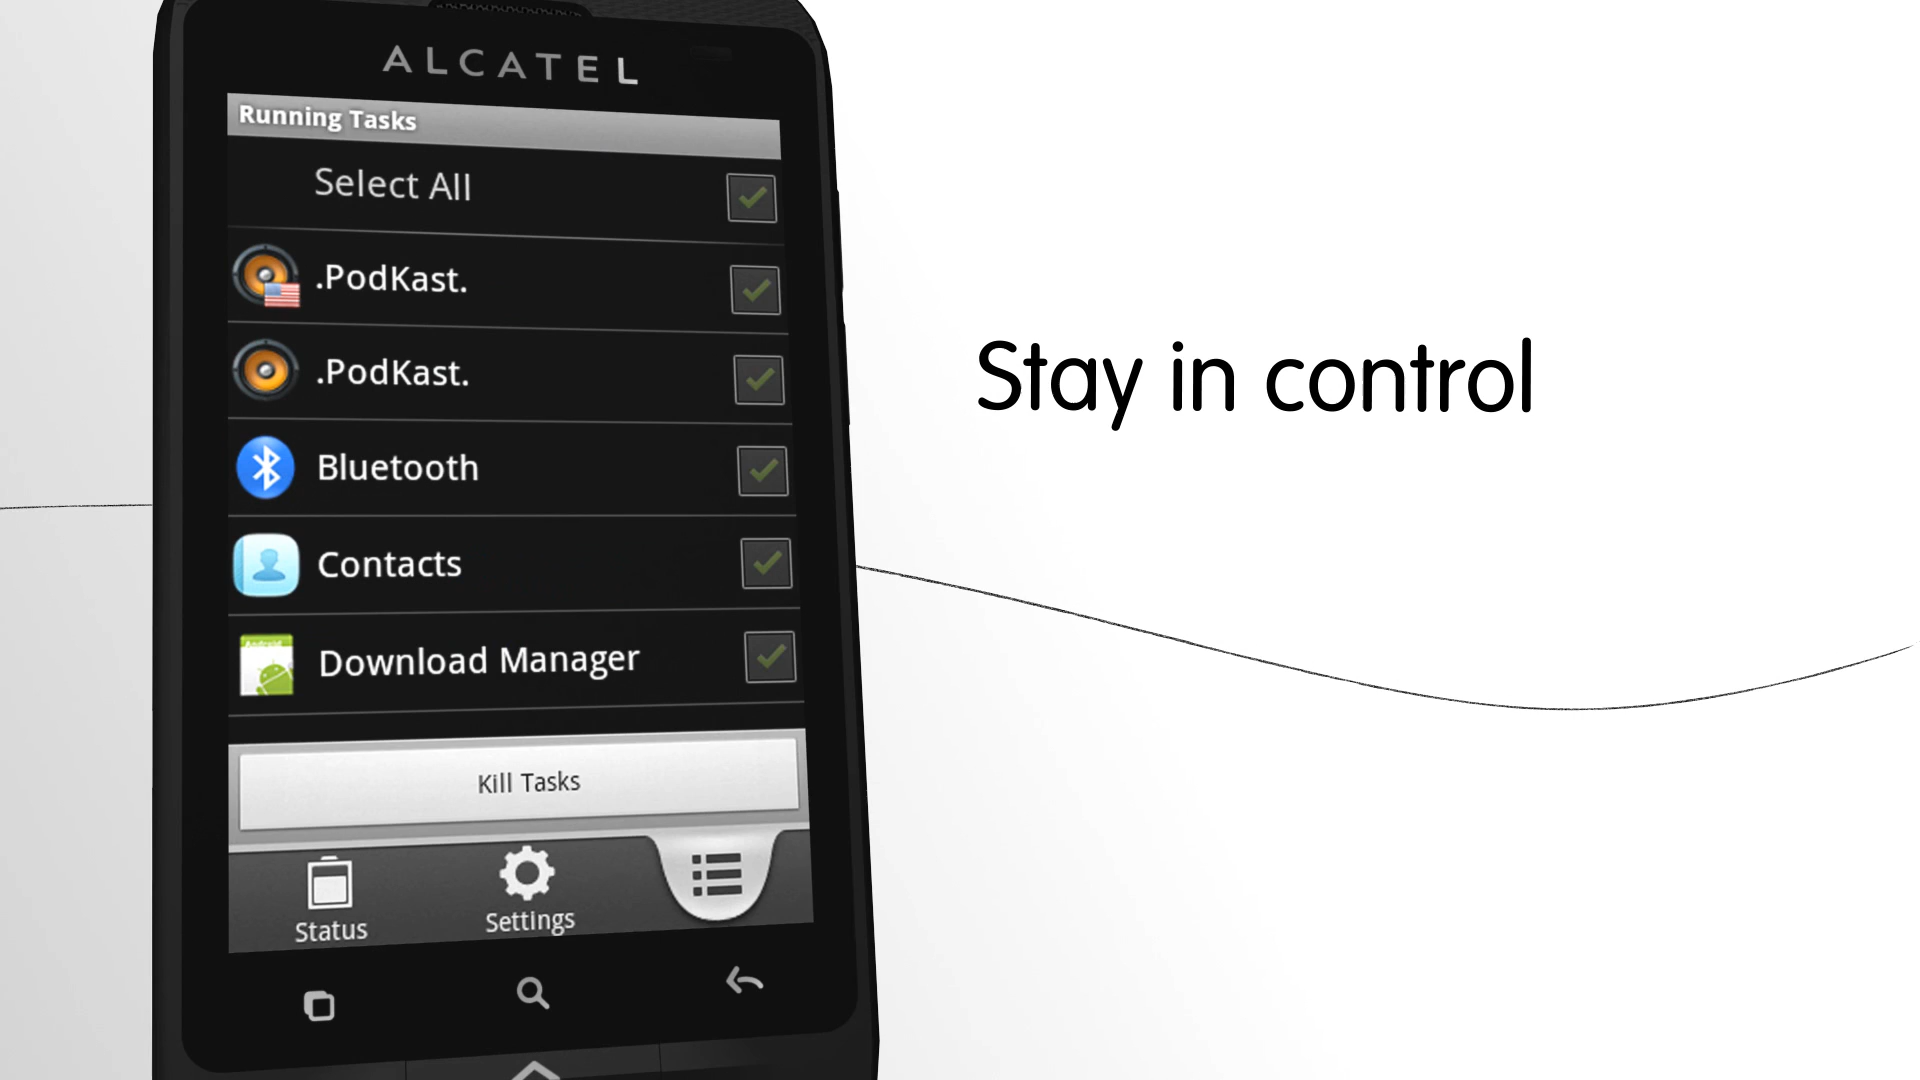 ALCATEL
Running Tasks
Select All
.PodKast.
.PodKast.
Bluetooth
Contacts
Download Manager
Kill Tasks
Status
Settings
Stay in control